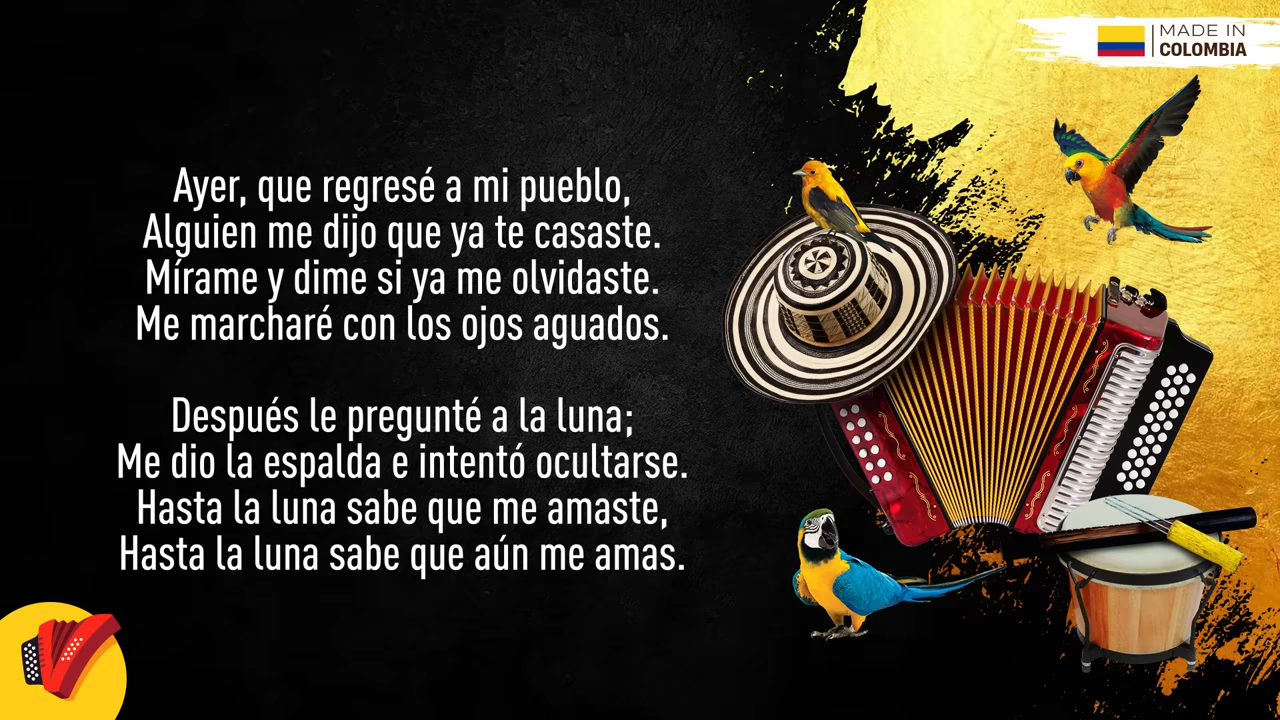 MADE IN
COLOMBIA
Ayer, que regresé a mi pueblo,
Alguien me dijo que ya te casaste.
Mírame y dime si ya me olvidaste.
Me marcharé con los ojos aguados.
Después le pregunté a la luna;
Me dio la espalda e intentó ocultarse.
Hasta la luna sabe que me amaste,
Hasta la luna sabe que aún me amas.